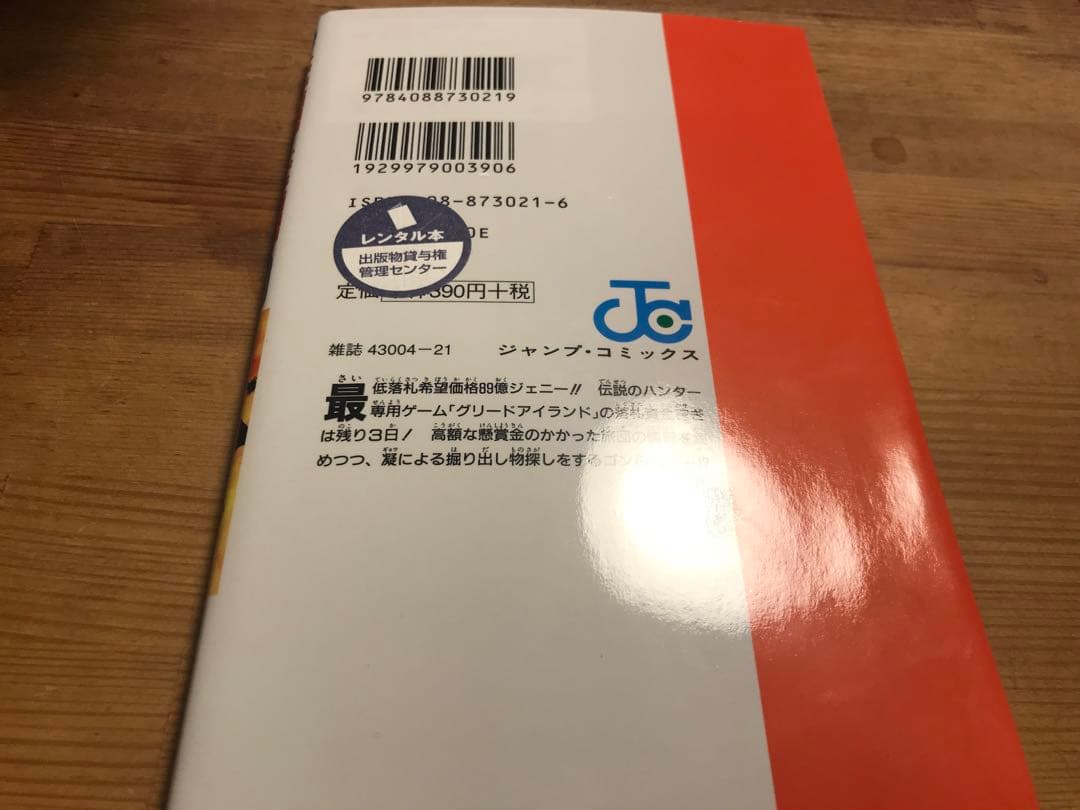 9784088730219
1929979003906
ISB 08-873021-6
0E
レンタル本
出版物貸与権
管理センター
定価 390円+税
雑誌 43004-21
ジャンプ・コミックス
最低落札希望価格89億ジェニー!! 伝説のハンター
専用ゲーム「グリードアイランド」の
は残り3日! 高額な懸賞金のかかった旅団の
めつつ、凝による掘り出し物探しをするゴン